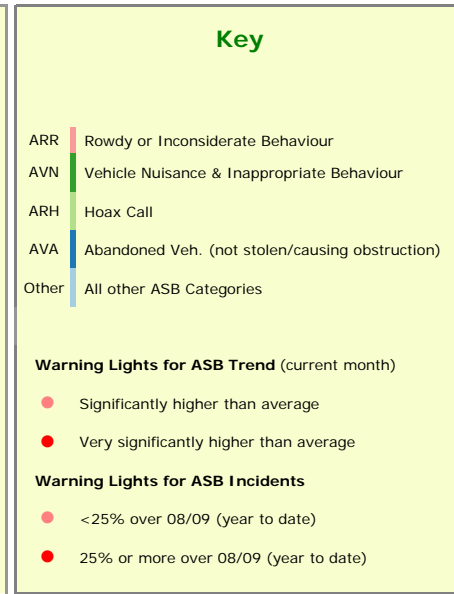 Key
ARR Rowdy or Inconsiderate Behaviour
AVN Vehicle Nuisance & Inappropriate Behaviour
ARH Hoax Call
AVA Abandoned Veh. (not stolen/causing obstruction)
Other All other ASB Categories
Warning Lights for ASB Trend (current month)
Significantly higher than average
Very significantly higher than average
Warning Lights for ASB Incidents
<25% over 08/09 (year to date)
25% or more over 08/09 (year to date)